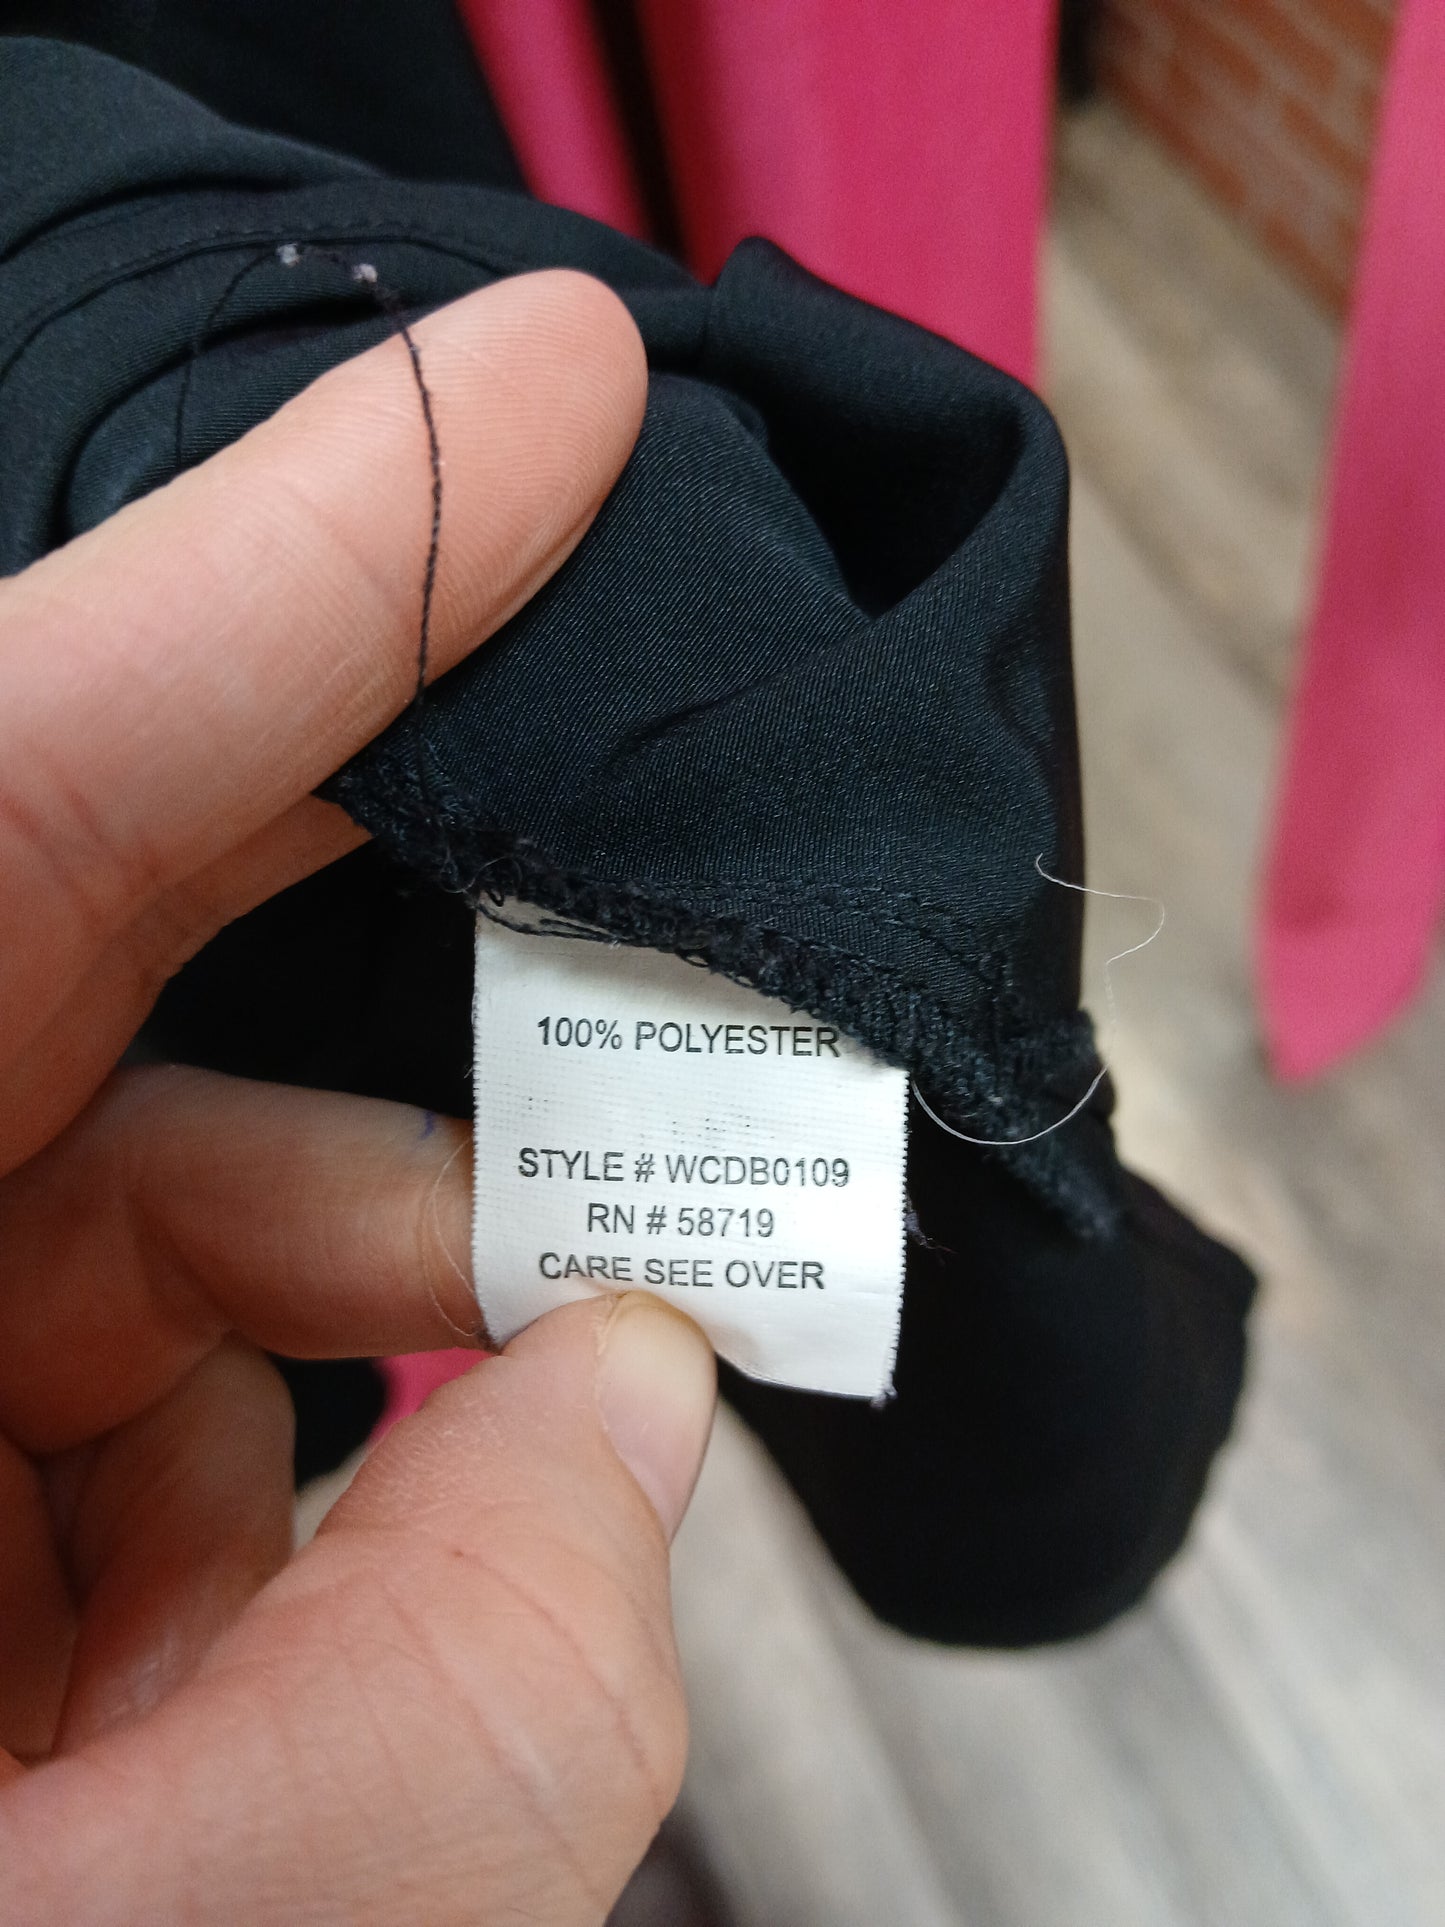 100% POLYESTER
STYLE # WCDB0109
RN # 58719
CARE SEE OVER